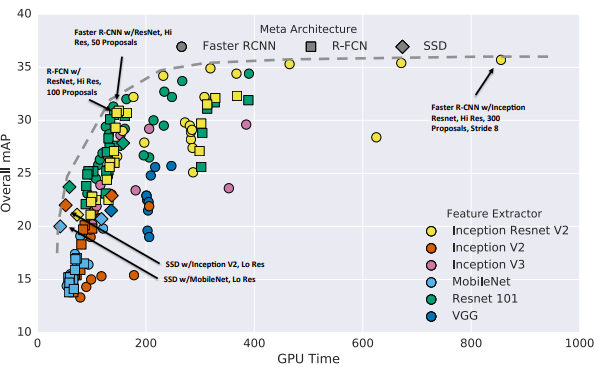 Faster R-CNN w/ResNet, Hi
Res, 50 Proposals
Meta Architecture
Faster RCNN
R-FCN
SSD
R-FCN w/
ResNet, Hi Res,
100 Proposals
Faster R-CNN w/Inception
Resnet, Hi Res, 300
Proposals, Stride 8
Feature Extractor
Inception Resnet V2
Inception V2
Inception V3
MobileNet
Resnet 101
VGG
SSD w/Inception V2, Lo Res
SSD w/MobileNet, Lo Res
Overall mAP
40
35
30
25
20
15
10
0
200
400
600
800
1000
GPU Time